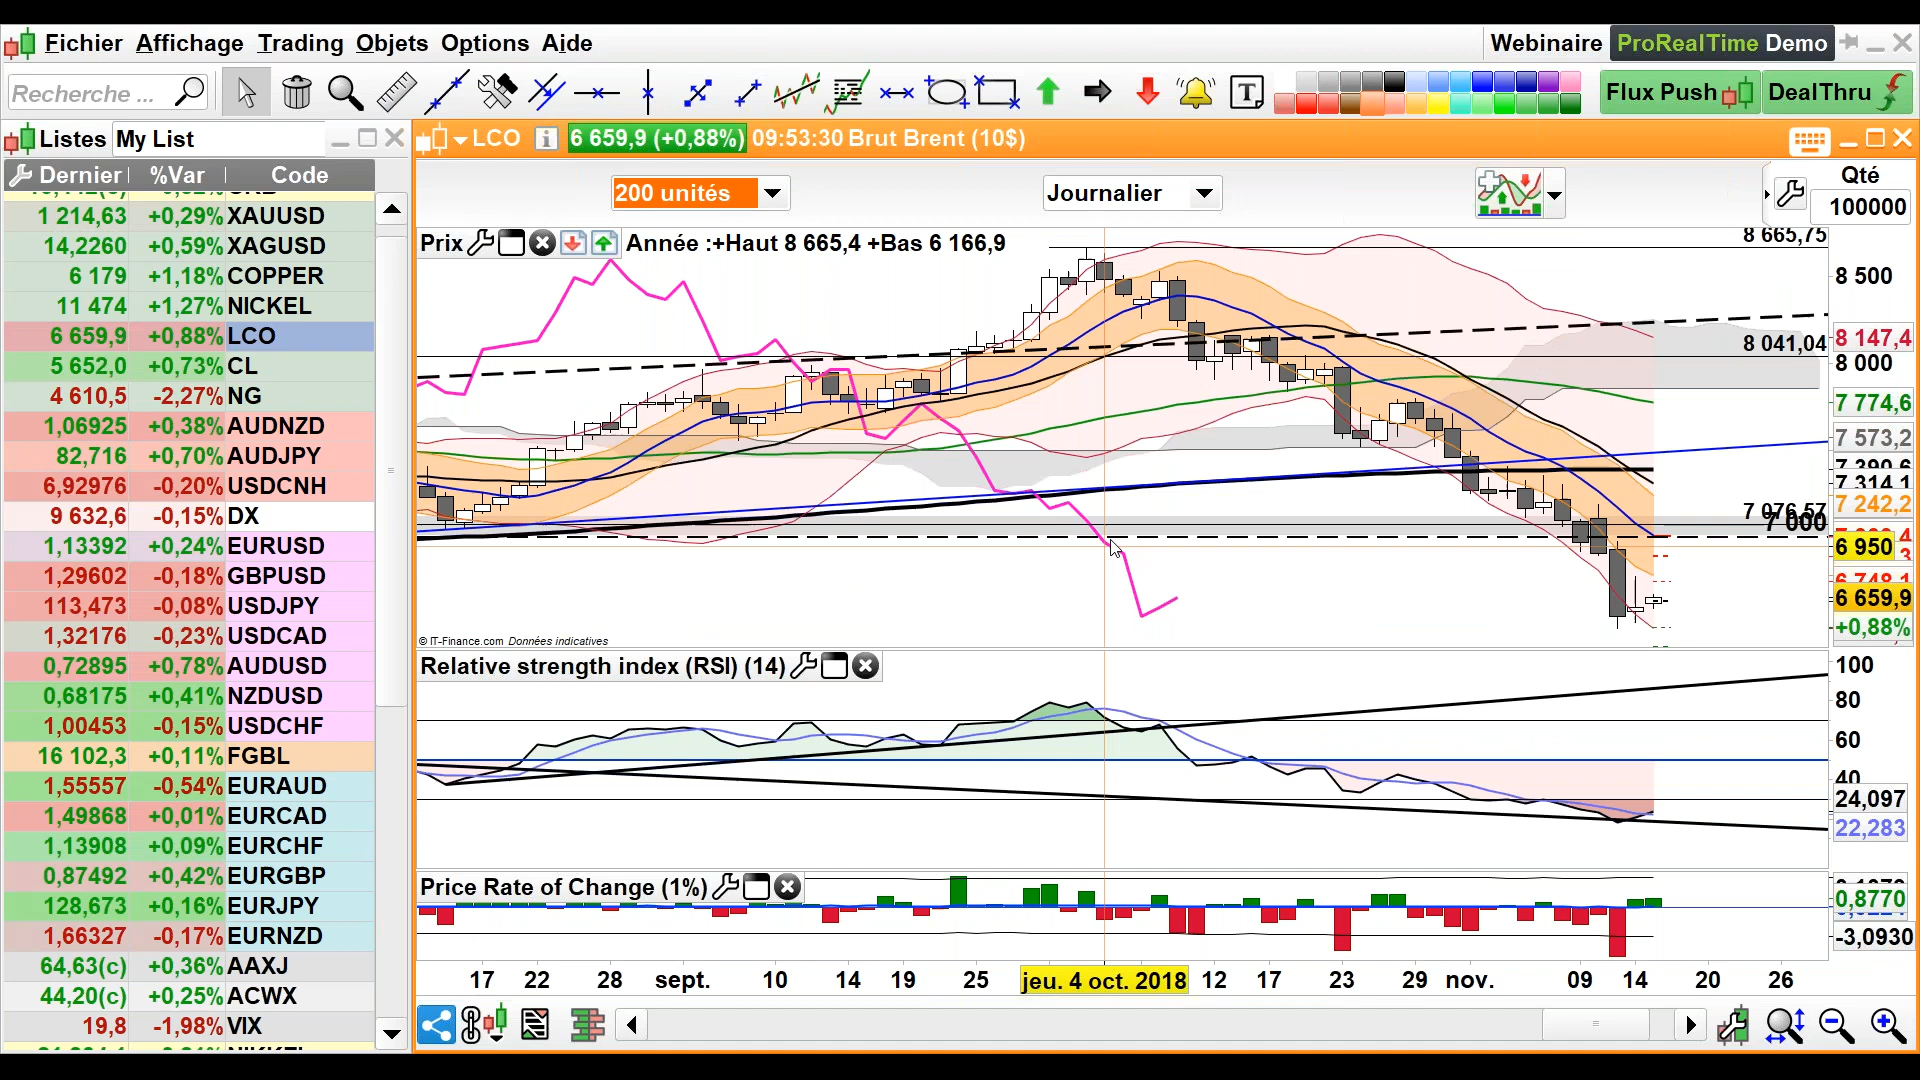 Fichier Affichage Trading Objets Options Aide
Webinaire ProRealTime Demo
Recherche ...
T
Flux Push DealThru
Listes My List
LCO i 6 659,9 (+0,88%) 09:53:30 Brut Brent (10$)
Dernier %Var Code
1 214,63 +0,29% XAUUSD
14,2260 +0,59% XAGUSD
6 179 +1,18% COPPER
11 474 +1,27% NICKEL
6 659,9 +0,88% LCO
5 652,0 +0,73% CL
4 610,5 -2,27% NG
1,06925 +0,38% AUDNZD
82,716 +0,70% AUDJPY
6,92976 -0,20% USDCNH
9 632,6 -0,15% DX
1,13392 +0,24% EURUSD
1,29602 -0,18% GBPUSD
113,473 -0,08% USDJPY
1,32176 -0,23% USDCAD
0,72895 +0,78% AUDUSD
0,68175 +0,41% NZDUSD
1,00453 -0,15% USDCHF
16 102,3 +0,11% FGBL
1,55557 -0,54% EURAUD
1,49868 +0,01% EURCAD
1,13908 +0,09% EURCHF
0,87492 +0,42% EURGBP
128,673 +0,16% EURJPY
1,66327 -0,17% EURNZD
64,63(c) +0,36% AAXJ
44,20(c) +0,25% ACWX
19,8 -1,98% VIX
200 unités
Journalier
Qté
100000
Prix Année :+Haut 8 665,4 +Bas 6 166,9
8 665,75
8 500
8 147,4
8 041,04
8 000
7 774,6
7 573,2
7 314,1
7 242,2
7 076,57
7 000
6 950
6 748,1
6 659,9
+0,88%
© IT-Finance.com Données indicatives
Relative strength index (RSI) (14)
100
80
60
40
24,097
22,283
Price Rate of Change (1%)
0,8770
-3,0930
17 22 28 sept. 10 14 19 25 jeu. 4 oct. 2018 12 17 23 29 nov. 09 14 20 26